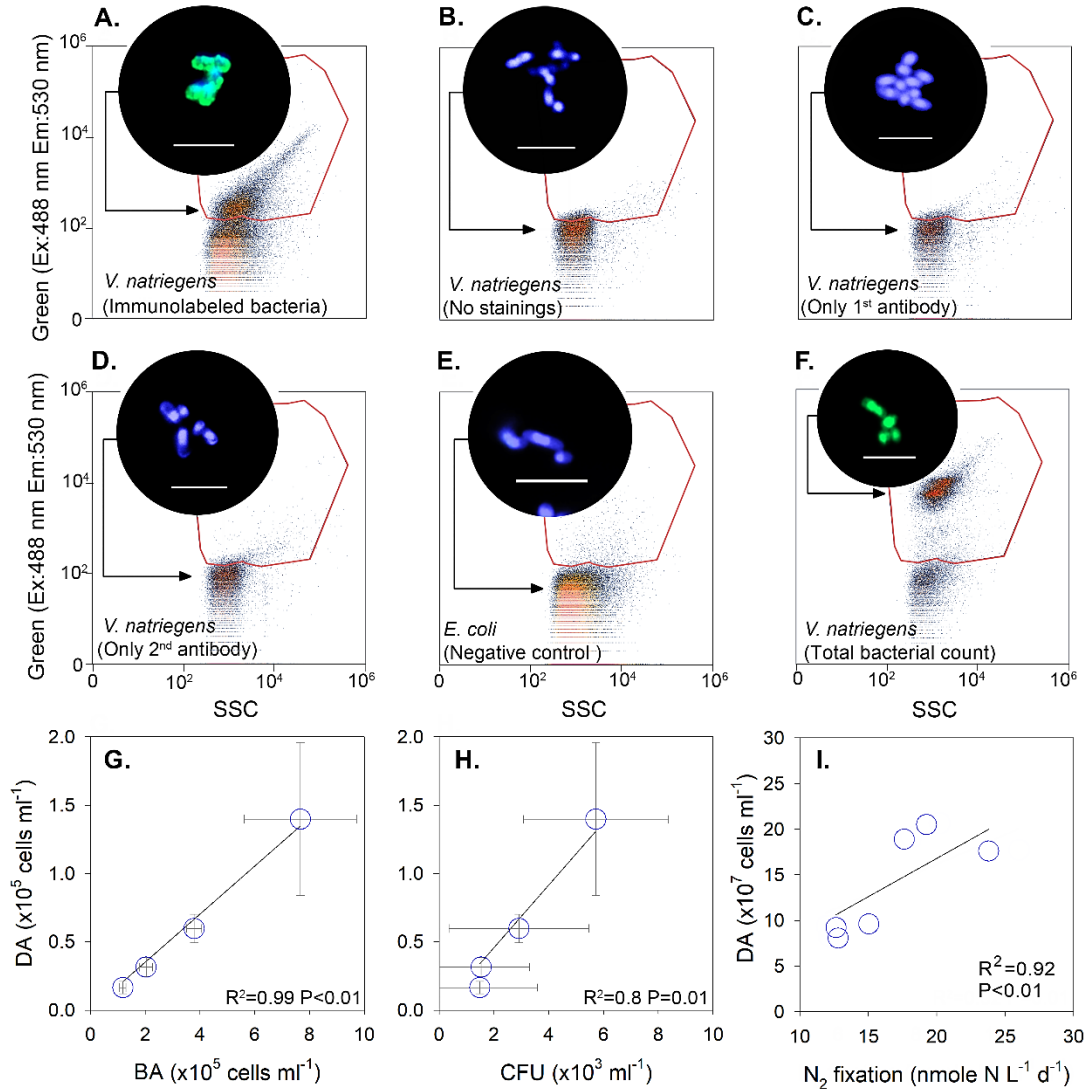 A.
B.
C.
Green (Ex:488 nm Em:530 nm)
10⁶
10⁴
10²
0
V. natriegens
(Immunolabeled bacteria)
V. natriegens
(No stainings)
V. natriegens
(Only 1ˢᵗ antibody)
D.
E.
F.
Green (Ex:488 nm Em:530 nm)
10⁶
10⁴
10²
0
V. natriegens
(Only 2ⁿᵈ antibody)
E. coli
(Negative control )
V. natriegens
(Total bacterial count)
0 10² 10⁴ 10⁶
0 10² 10⁴ 10⁶
0 10² 10⁴ 10⁶
SSC
SSC
SSC
G.
DA (x10⁵ cells ml⁻¹)
2.0
1.5
1.0
0.5
0.0
R²=0.99 P<0.01
0 2 4 6 8 10
BA (x10⁵ cells ml⁻¹)
H.
2.0
1.5
1.0
0.5
0.0
R²=0.8 P=0.01
0 2 4 6 8 10
CFU (x10³ ml⁻¹)
I.
DA (x10⁷ cells ml⁻¹)
30
25
20
15
10
5
0
R²=0.92
P<0.01
10 15 20 25 30
N₂ fixation (nmole N L⁻¹ d⁻¹)